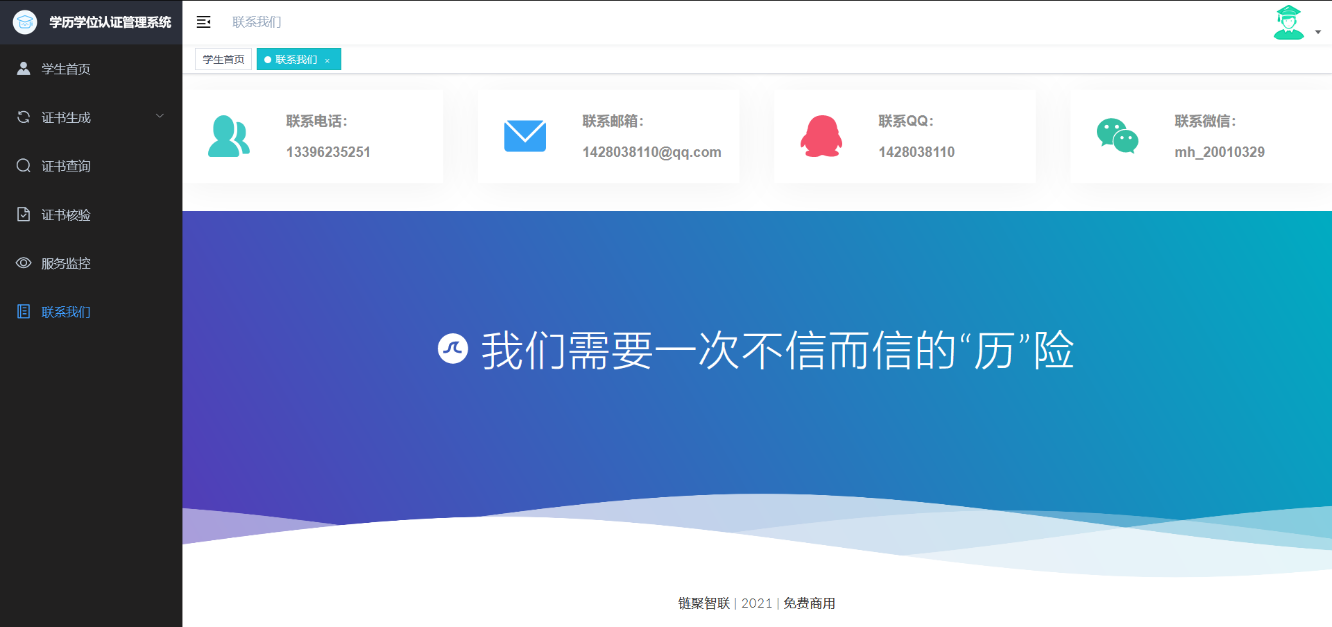 学历学位认证管理系统
联系我们
学生首页
联系我们 ×
学生首页
证书生成
证书查询
证书核验
服务监控
联系我们
联系电话：
13396235251
联系邮箱：
1428038110@qq.com
联系QQ：
1428038110
联系微信：
mh_20010329
我们需要一次不信而信的“历”险
链聚智联 | 2021 | 免费商用